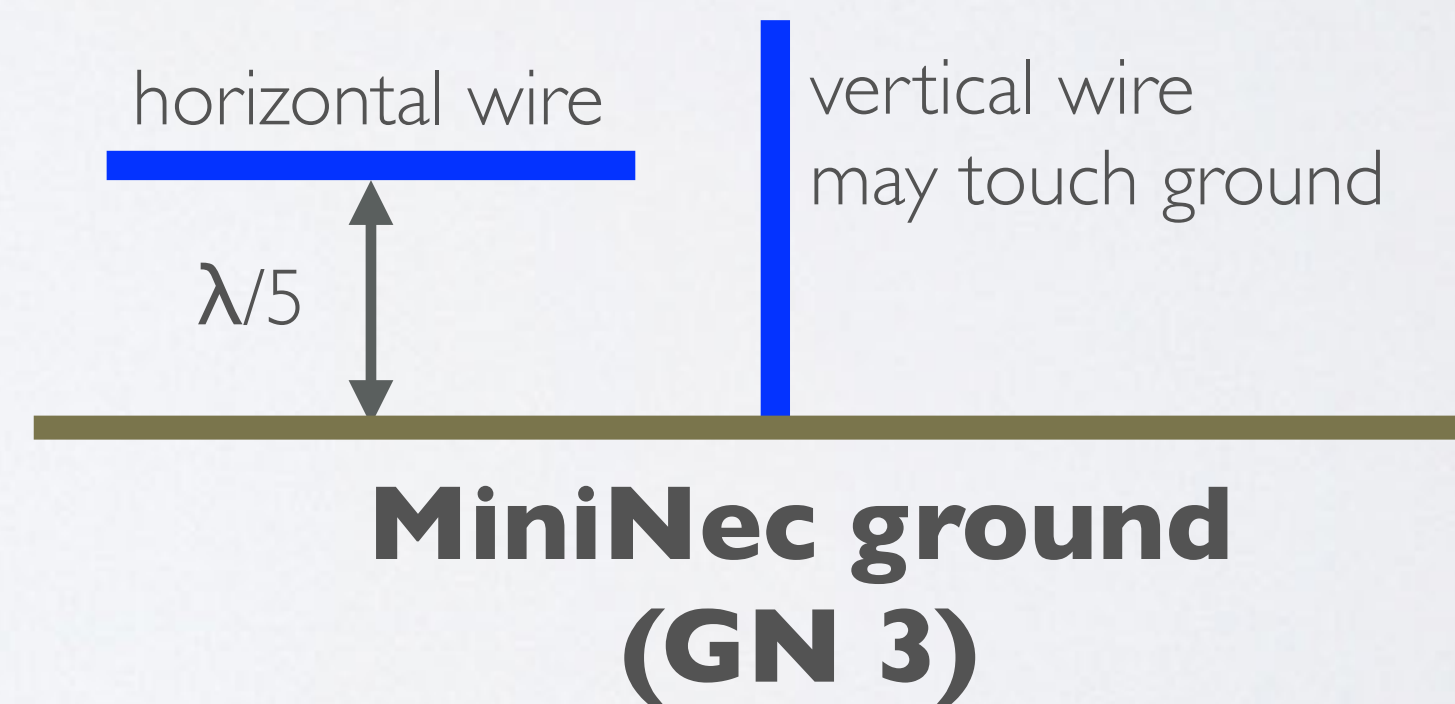 horizontal wire
vertical wire
may touch ground
λ/5
MiniNec ground
(GN 3)